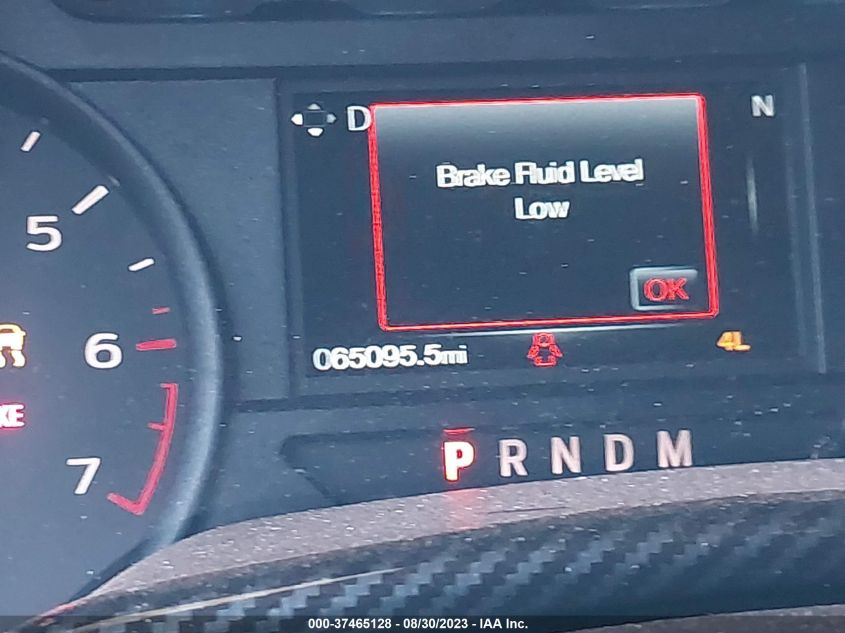 D
N
Brake Fluid Level
Low
OK
5
6
7
065095.5mi
4L
P R N D M
000-37465128 - 08/30/2023 - IAA Inc.